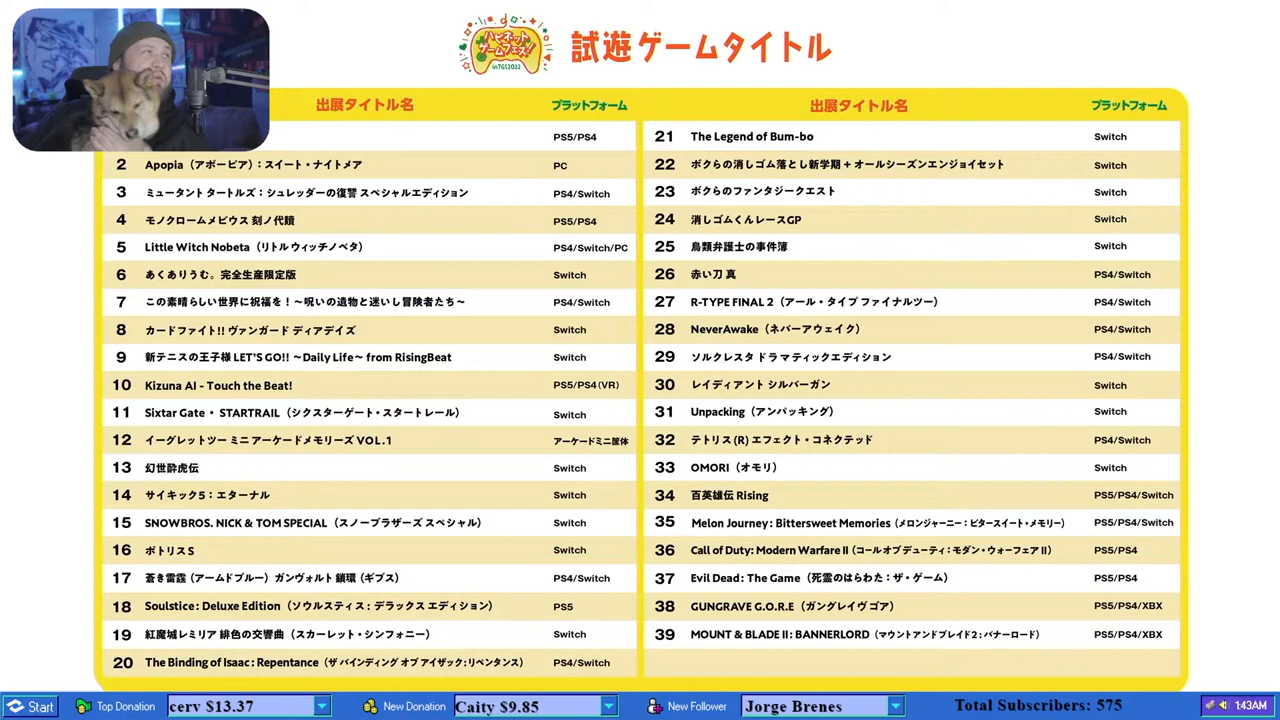 ハピネット
ゲームフェス!
inTGS2022
試遊ゲームタイトル
出展タイトル名 プラットフォーム
PS5/PS4
2 Apopia（アポーピア）：スイート・ナイトメア PC
3 ミュータント タートルズ：シュレッダーの復讐 スペシャルエディション PS4/Switch
4 モノクロームメビウス 刻ノ代贖 PS5/PS4
5 Little Witch Nobeta（リトル ウィッチノベタ） PS4/Switch/PC
6 あくありうむ。完全生産限定版 Switch
7 この素晴らしい世界に祝福を！～呪いの遺物と迷いし冒険者たち～ PS4/Switch
8 カードファイト!! ヴァンガード ディアデイズ Switch
9 新テニスの王子様 LET'S GO!! ～Daily Life～ from RisingBeat Switch
10 Kizuna AI - Touch the Beat! PS5/PS4(VR)
11 Sixtar Gate・STARTRAIL（シクスターゲート・スタートレール） Switch
12 イーグレットツー ミニ アーケードメモリーズ VOL.1 アーケードミニ筐体
13 幻世酔虎伝 Switch
14 サイキック5：エターナル Switch
15 SNOWBROS. NICK & TOM SPECIAL（スノーブラザーズ スペシャル） Switch
16 ポトリス S Switch
17 蒼き雷霆（アームドブルー）ガンヴォルト 鎖環（ギブス） PS4/Switch
18 Soulstice : Deluxe Edition（ソウルスティス : デラックス エディション） PS5
19 紅魔城レミリア 緋色の交響曲（スカーレット・シンフォニー） Switch
20 The Binding of Isaac : Repentance（ザ バインディング オブ アイザック : リペンタンス） PS4/Switch
出展タイトル名 プラットフォーム
21 The Legend of Bum-bo Switch
22 ボクらの消しゴム落とし新学期 + オールシーズンエンジョイセット Switch
23 ボクらのファンタジークエスト Switch
24 消しゴムくんレースGP Switch
25 鳥類弁護士の事件簿 Switch
26 赤い刀 真 PS4/Switch
27 R-TYPE FINAL 2（アール・タイプ ファイナルツー） PS4/Switch
28 NeverAwake（ネバーアウェイク） PS4/Switch
29 ソルクレスタ ドラマティックエディション PS4/Switch
30 レイディアント シルバーガン Switch
31 Unpacking（アンパッキング） Switch
32 テトリス (R) エフェクト・コネクテッド PS4/Switch
33 OMORI（オモリ） Switch
34 百英雄伝 Rising PS5/PS4/Switch
35 Melon Journey : Bittersweet Memories（メロンジャーニー：ビタースイート・メモリー） PS5/PS4/Switch
36 Call of Duty: Modern Warfare II（コール オブ デューティ：モダン・ウォーフェア II） PS5/PS4
37 Evil Dead : The Game（死霊のはらわた：ザ・ゲーム） PS5/PS4
38 GUNGRAVE G.O.R.E（ガングレイヴ ゴア） PS5/PS4/XBX
39 MOUNT & BLADE II : BANNERLORD（マウントアンドブレイド2：バナーロード） PS5/PS4/XBX
Start Top Donation cerv $13.37 New Donation Caity $9.85 New Follower Jorge Brenes Total Subscribers: 575 1:43AM